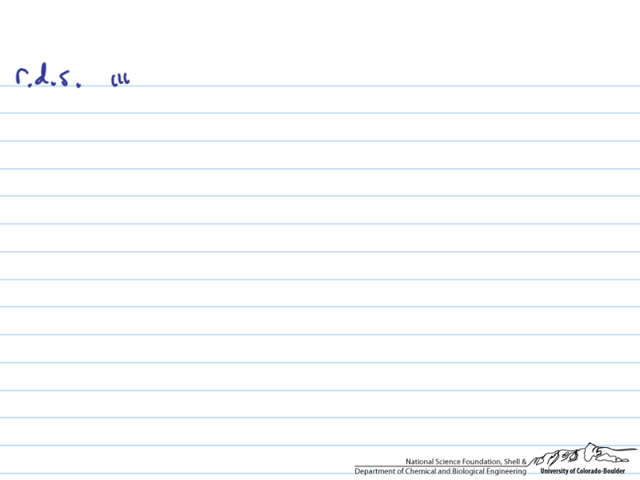 r.d.s.
National Science Foundation, Shell &
Department of Chemical and Biological Engineering
University of Colorado-Boulder